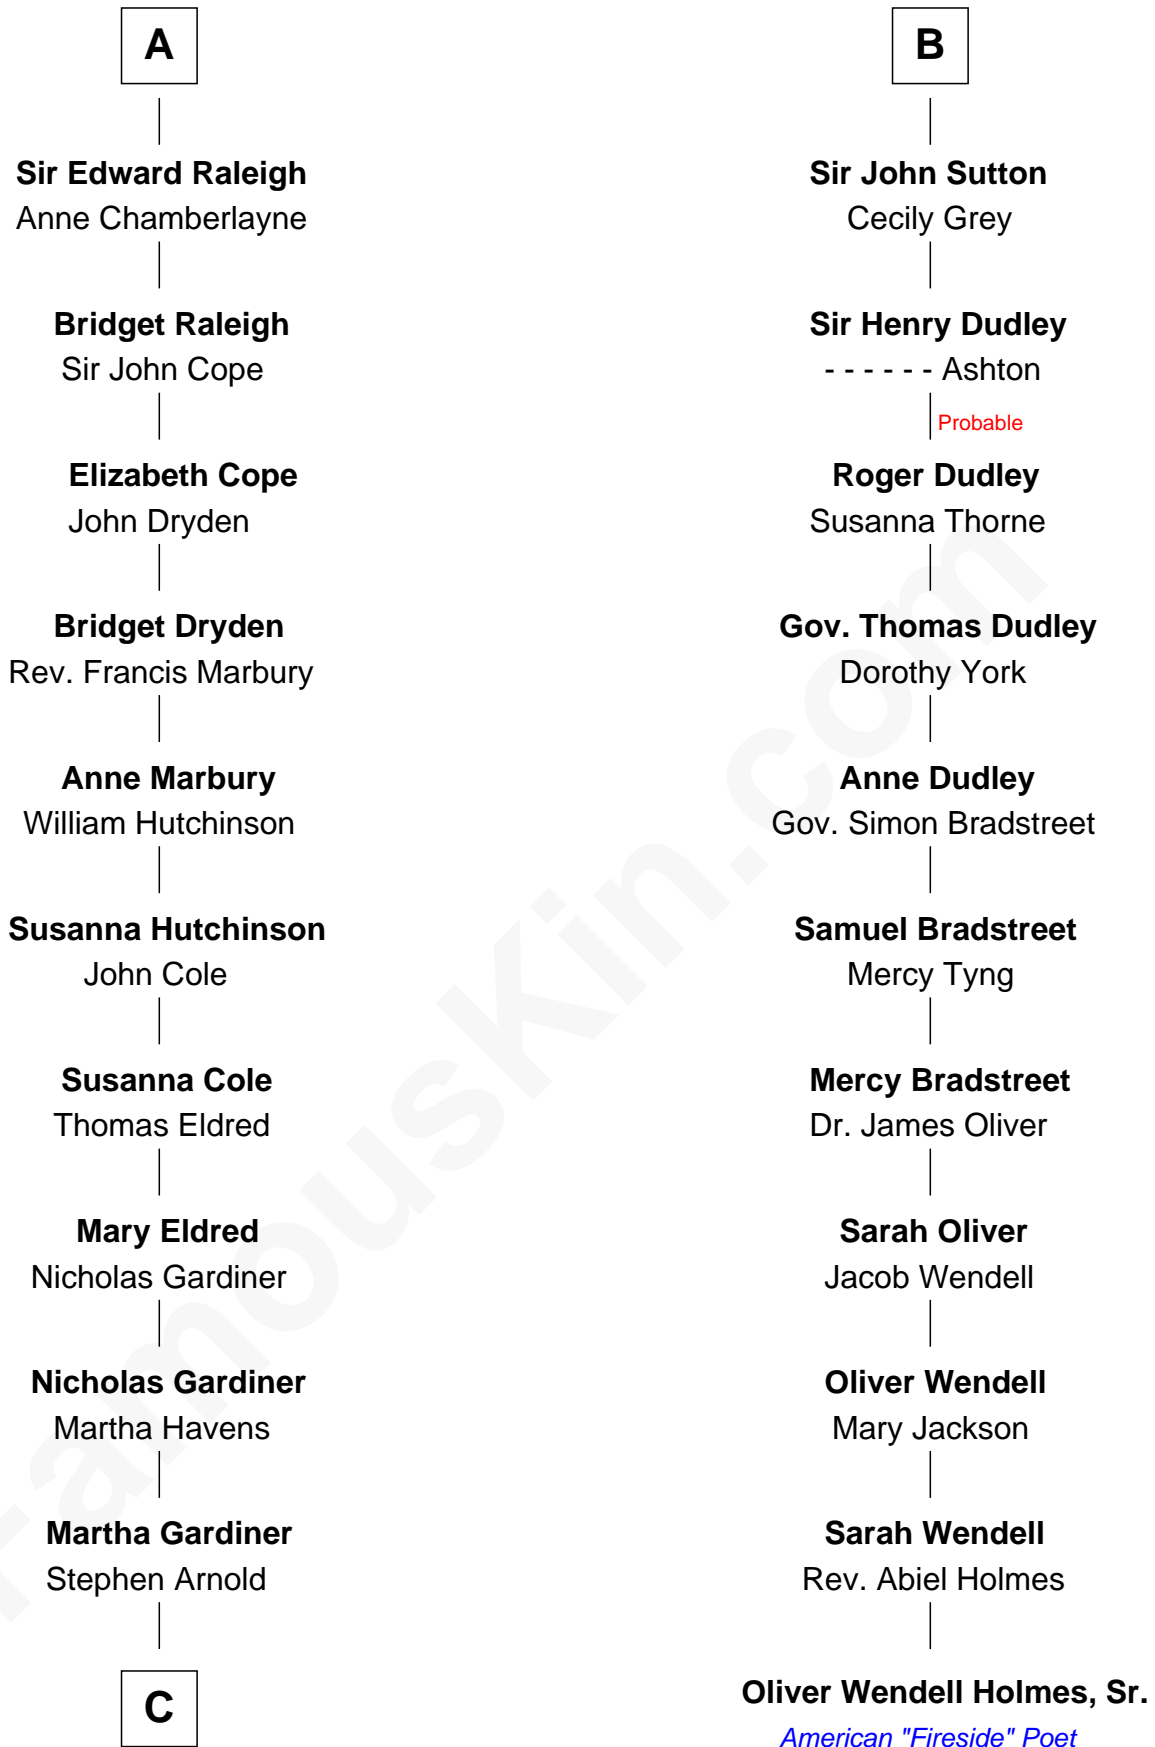 A
Sir Edward Raleigh
Anne Chamberlayne
Bridget Raleigh
Sir John Cope
Elizabeth Cope
John Dryden
Bridget Dryden
Rev. Francis Marbury
Anne Marbury
William Hutchinson
Susanna Hutchinson
John Cole
Susanna Cole
Thomas Eldred
Mary Eldred
Nicholas Gardiner
Nicholas Gardiner
Martha Havens
Martha Gardiner
Stephen Arnold
C
B
Sir John Sutton
Cecily Grey
Sir Henry Dudley
- - - - - - Ashton
Probable
Roger Dudley
Susanna Thorne
Gov. Thomas Dudley
Dorothy York
Anne Dudley
Gov. Simon Bradstreet
Samuel Bradstreet
Mercy Tyng
Mercy Bradstreet
Dr. James Oliver
Sarah Oliver
Jacob Wendell
Oliver Wendell
Mary Jackson
Sarah Wendell
Rev. Abiel Holmes
Oliver Wendell Holmes, Sr.
American "Fireside" Poet
FamousKin.com